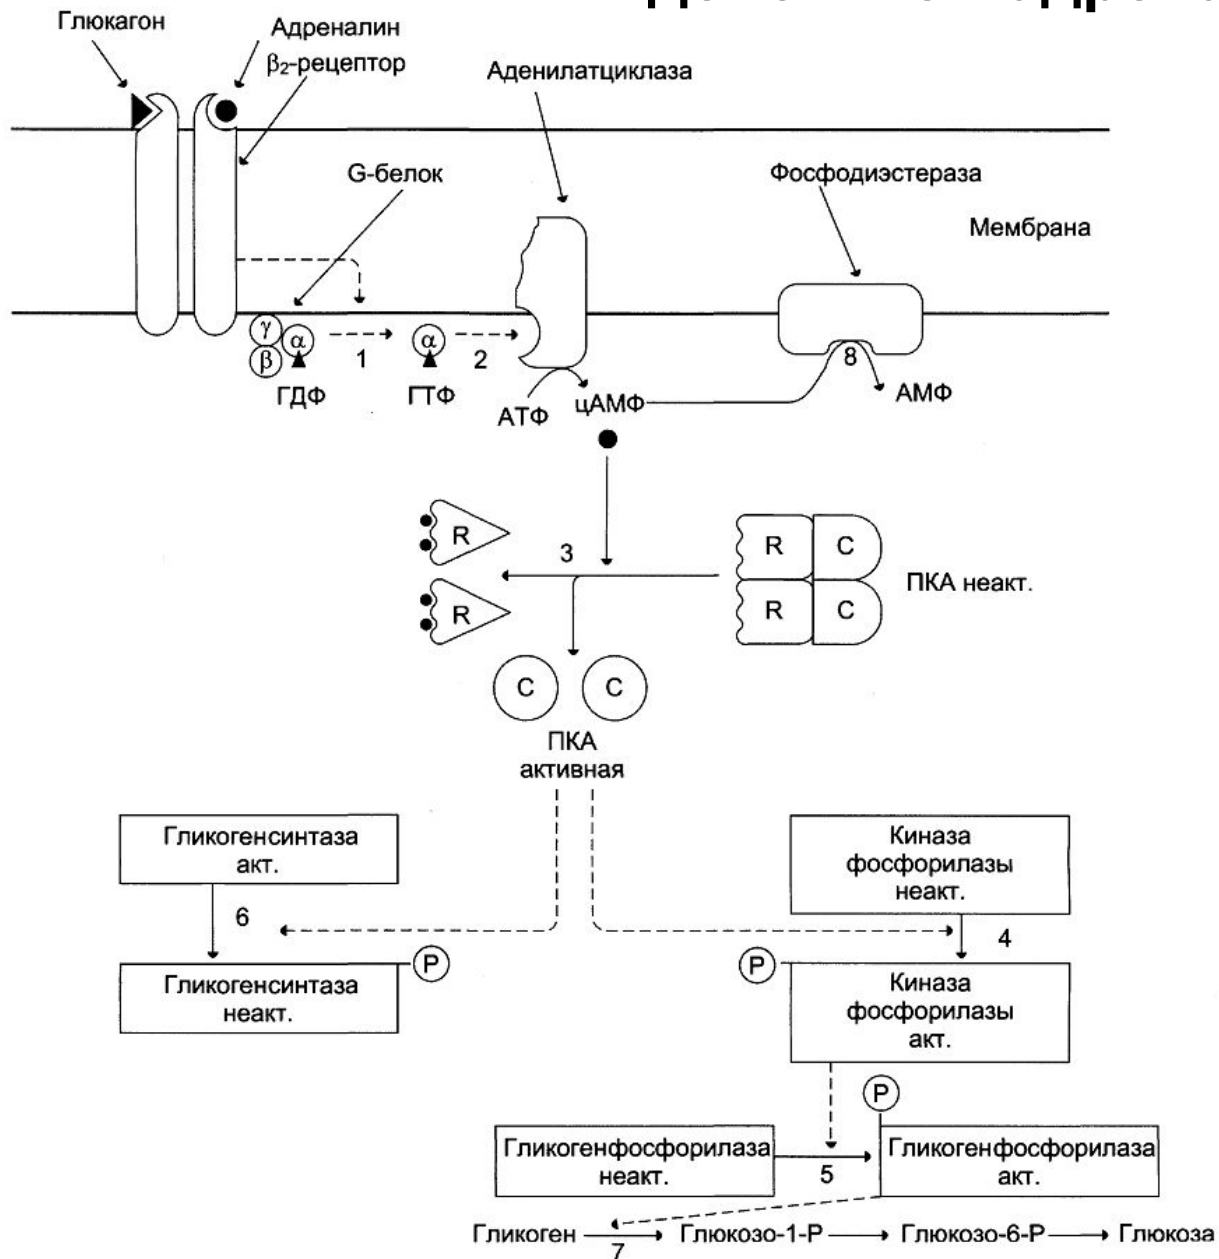 Глюкагон
Адреналин
β₂-рецептор
Аденилатциклаза
G-белок
Фосфодиэстераза
Мембрана
γ
α
β
1
α
2
8
ГДФ
ГТФ
АТФ
цАМФ
АМФ
R
3
R
C
ПКА неакт.
R
R
C
C
C
ПКА
активная
Гликогенсинтаза
акт.
Киназа
фосфорилазы
неакт.
6
4
P
P
Гликогенсинтаза
неакт.
Киназа
фосфорилазы
акт.
P
Гликогенфосфорилаза
неакт.
5
Гликогенфосфорилаза
акт.
Гликоген
7
Глюкозо-1-Р
Глюкозо-6-Р
Глюкоза